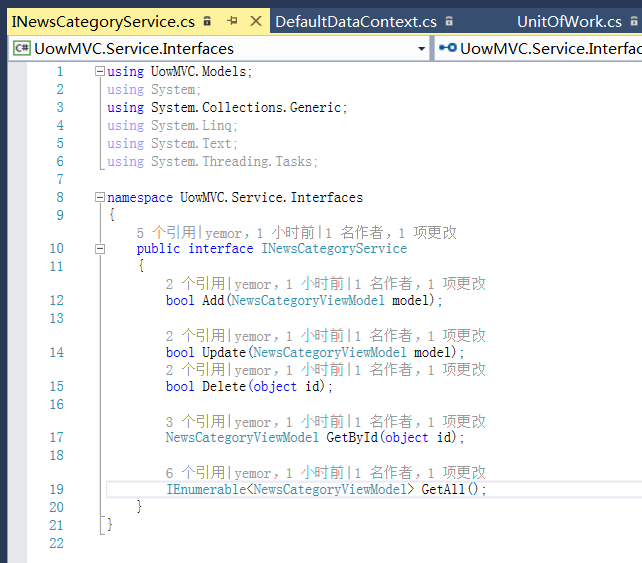 INewsCategoryService.cs DefaultDataContext.cs UnitOfWork.cs
C# UowMVC.Service.Interfaces UowMVC.Service.Interfac
1 using UowMVC.Models;
2 using System;
3 using System.Collections.Generic;
4 using System.Linq;
5 using System.Text;
6 using System.Threading.Tasks;
7
8 namespace UowMVC.Service.Interfaces
9 {
5 个引用|yemor，1 小时前|1 名作者，1 项更改
10 public interface INewsCategoryService
11 {
2 个引用|yemor，1 小时前|1 名作者，1 项更改
12 bool Add(NewsCategoryViewModel model);
13
2 个引用|yemor，1 小时前|1 名作者，1 项更改
14 bool Update(NewsCategoryViewModel model);
2 个引用|yemor，1 小时前|1 名作者，1 项更改
15 bool Delete(object id);
16
3 个引用|yemor，1 小时前|1 名作者，1 项更改
17 NewsCategoryViewModel GetById(object id);
18
6 个引用|yemor，1 小时前|1 名作者，1 项更改
19 IEnumerable<NewsCategoryViewModel> GetAll();
20 }
21 }
22